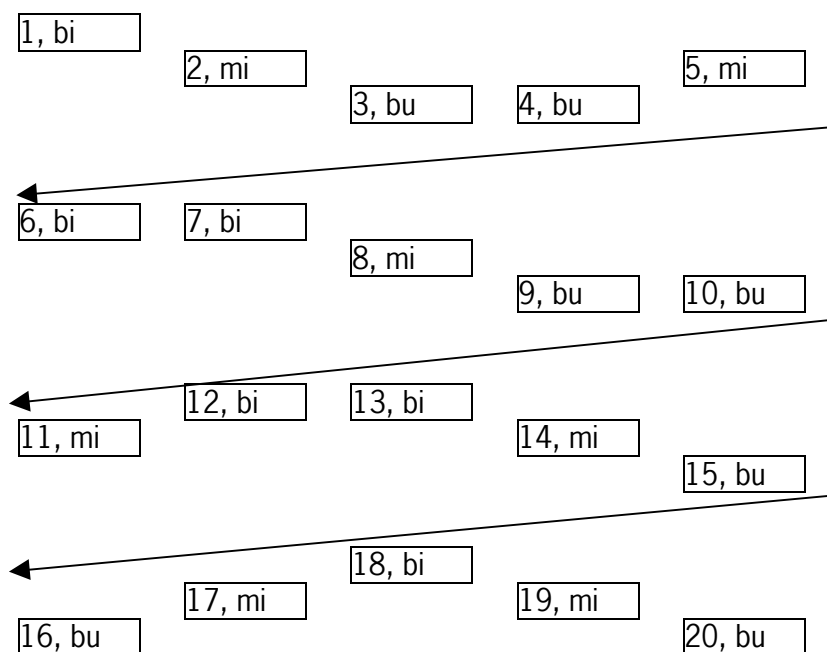 1, bi
2, mi
3, bu
4, bu
5, mi
6, bi
7, bi
8, mi
9, bu
10, bu
11, mi
12, bi
13, bi
14, mi
15, bu
16, bu
17, mi
18, bi
19, mi
20, bu